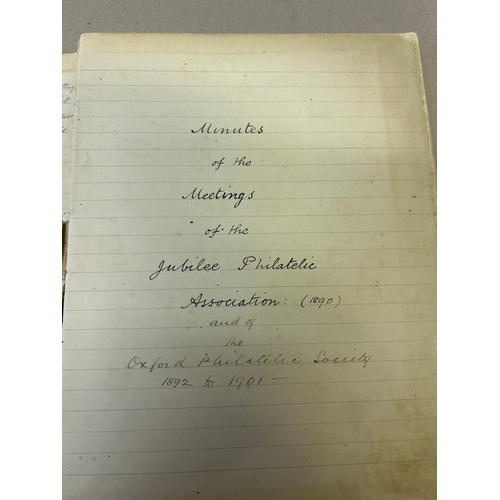 Minutes
of the
Meetings
of the
Jubilee Philatelic
Association: (1890)
and of
the
Oxford Philatelic Society
1892 to 1901 —